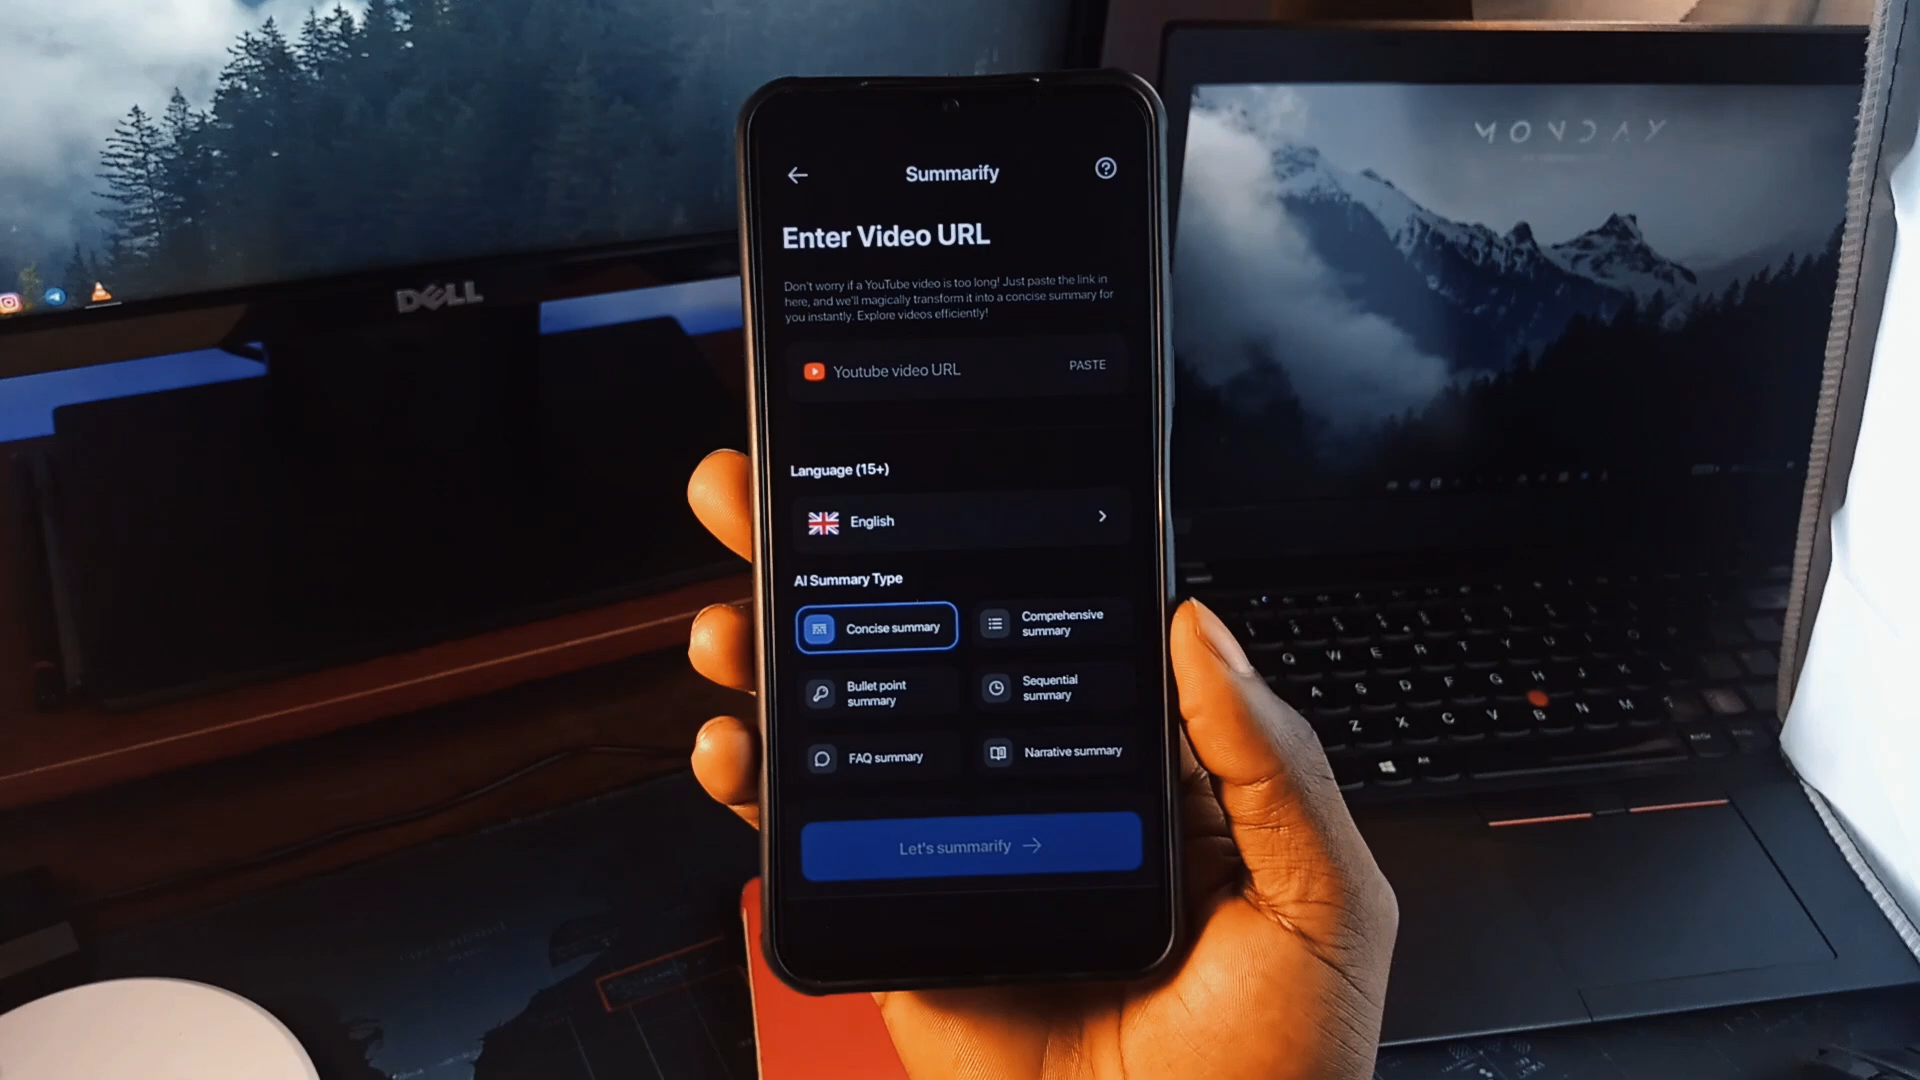 DELL
MONDAY
Summarify
Enter Video URL
Don't worry if a YouTube video is too long! Just paste the link in
here, and we'll magically transform it into a concise summary for
you instantly. Explore videos efficiently!
Youtube video URL
PASTE
Language (15+)
English
AI Summary Type
Concise summary
Comprehensive
summary
Bullet point
summary
Sequential
summary
FAQ summary
Narrative summary
Let's summarify
Q W E R T Y U I O
A S D F G H J K L
Z X C V B N M